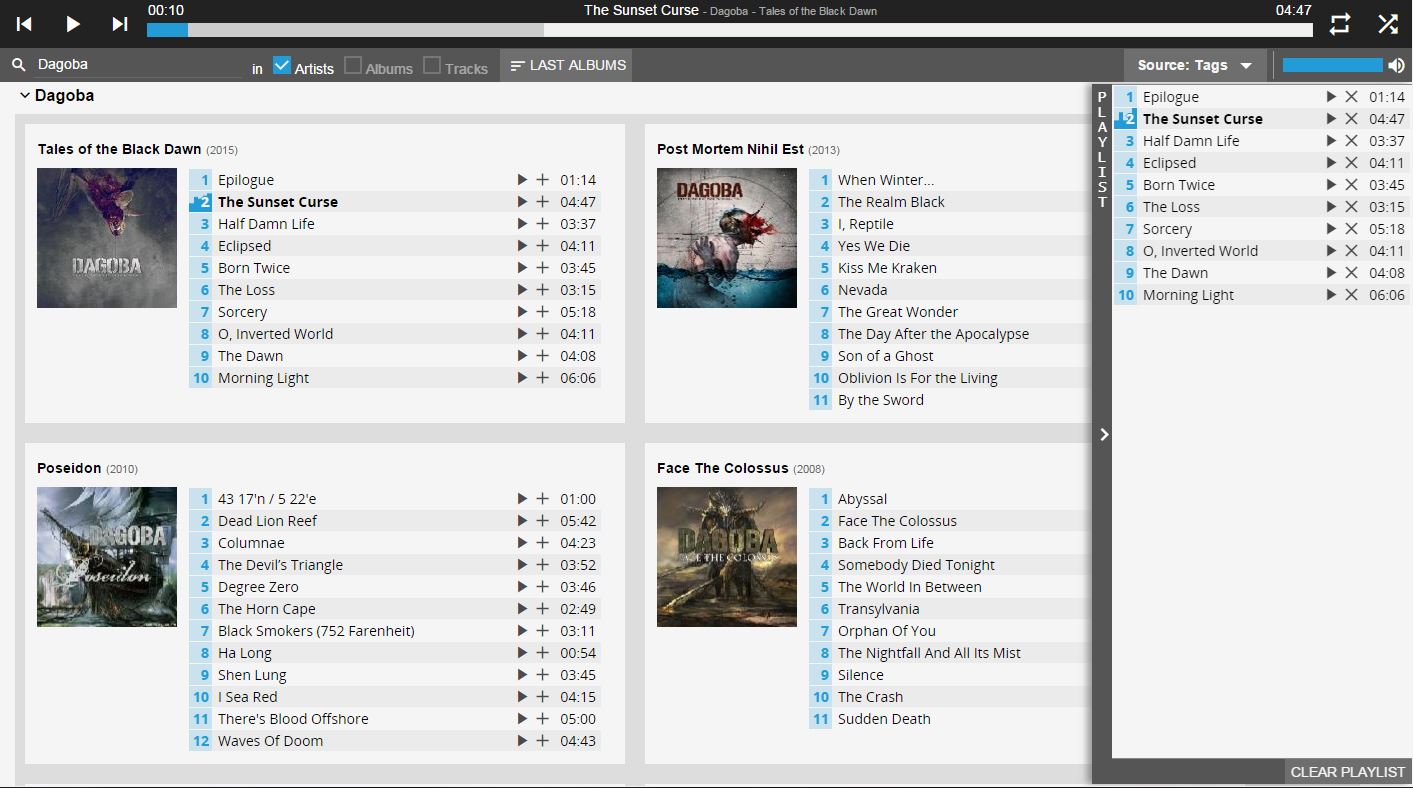 00:10
The Sunset Curse - Dagoba - Tales of the Black Dawn
04:47
Dagoba
in Artists Albums Tracks
LAST ALBUMS
Source: Tags
Dagoba
Tales of the Black Dawn (2015)
DAGOBA
1 Epilogue 01:14
2 The Sunset Curse 04:47
3 Half Damn Life 03:37
4 Eclipsed 04:11
5 Born Twice 03:45
6 The Loss 03:15
7 Sorcery 05:18
8 O, Inverted World 04:11
9 The Dawn 04:08
10 Morning Light 06:06
Post Mortem Nihil Est (2013)
DAGOBA
1 When Winter...
2 The Realm Black
3 I, Reptile
4 Yes We Die
5 Kiss Me Kraken
6 Nevada
7 The Great Wonder
8 The Day After the Apocalypse
9 Son of a Ghost
10 Oblivion Is For the Living
11 By the Sword
Poseidon (2010)
DAGOBA
Poseidon
1 43 17'n / 5 22'e 01:00
2 Dead Lion Reef 05:42
3 Columnae 04:23
4 The Devil's Triangle 03:52
5 Degree Zero 03:46
6 The Horn Cape 02:49
7 Black Smokers (752 Farenheit) 03:11
8 Ha Long 00:54
9 Shen Lung 03:45
10 I Sea Red 04:15
11 There's Blood Offshore 05:00
12 Waves Of Doom 04:43
Face The Colossus (2008)
DAGOBA
FACE THE COLOSSUS
1 Abyssal
2 Face The Colossus
3 Back From Life
4 Somebody Died Tonight
5 The World In Between
6 Transylvania
7 Orphan Of You
8 The Nightfall And All Its Mist
9 Silence
10 The Crash
11 Sudden Death
PLAYLIST
1 Epilogue 01:14
2 The Sunset Curse 04:47
3 Half Damn Life 03:37
4 Eclipsed 04:11
5 Born Twice 03:45
6 The Loss 03:15
7 Sorcery 05:18
8 O, Inverted World 04:11
9 The Dawn 04:08
10 Morning Light 06:06
CLEAR PLAYLIST